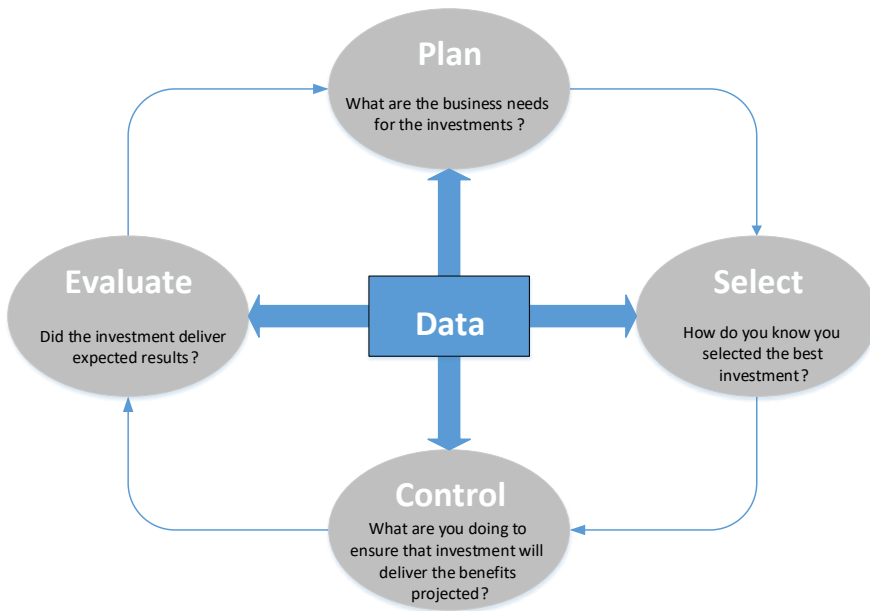 Plan
What are the business needs
for the investments ?
Evaluate
Did the investment deliver
expected results ?
Data
Select
How do you know you
selected the best
investment ?
Control
What are you doing to
ensure that investment will
deliver the benefits
projected ?